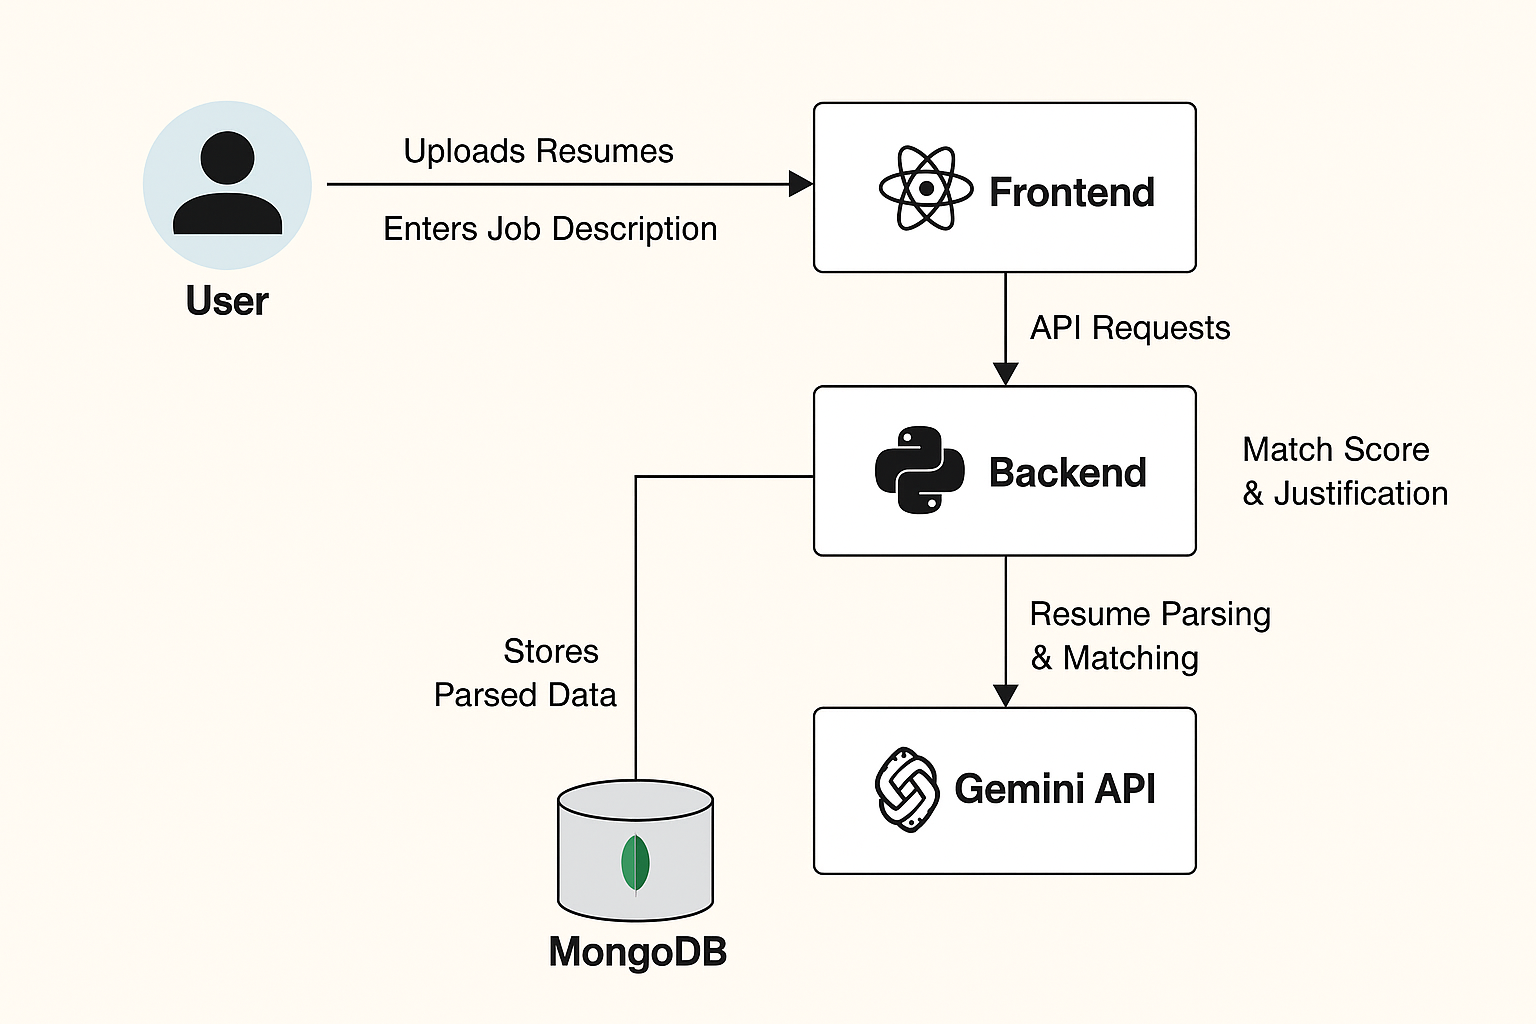 Uploads Resumes
Enters Job Description
User
Frontend
API Requests
Backend
Match Score
& Justification
Resume Parsing
& Matching
Stores
Parsed Data
Gemini API
MongoDB